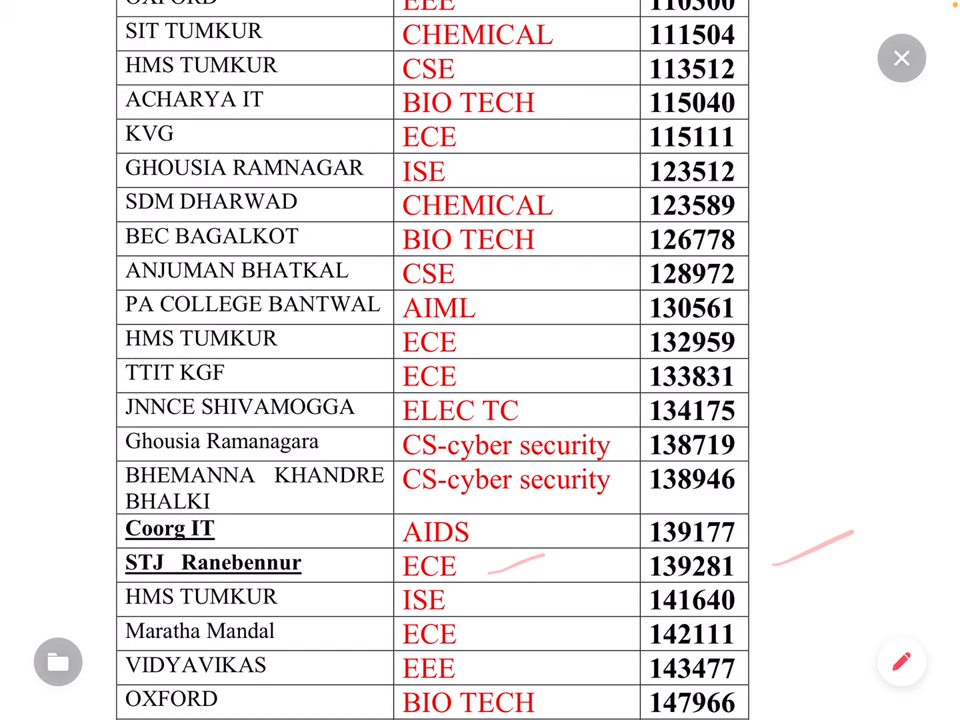 OXFORD EEE 110300
SIT TUMKUR CHEMICAL 111504
HMS TUMKUR CSE 113512
ACHARYA IT BIO TECH 115040
KVG ECE 115111
GHOUSIA RAMNAGAR ISE 123512
SDM DHARWAD CHEMICAL 123589
BEC BAGALKOT BIO TECH 126778
ANJUMAN BHATKAL CSE 128972
PA COLLEGE BANTWAL AIML 130561
HMS TUMKUR ECE 132959
TTIT KGF ECE 133831
JNNCE SHIVAMOGGA ELEC TC 134175
Ghousia Ramanagara CS-cyber security 138719
BHEMANNA KHANDRE CS-cyber security 138946
BHALKI
Coorg IT AIDS 139177
STJ Ranebennur ECE 139281
HMS TUMKUR ISE 141640
Maratha Mandal ECE 142111
VIDYAVIKAS EEE 143477
OXFORD BIO TECH 147966